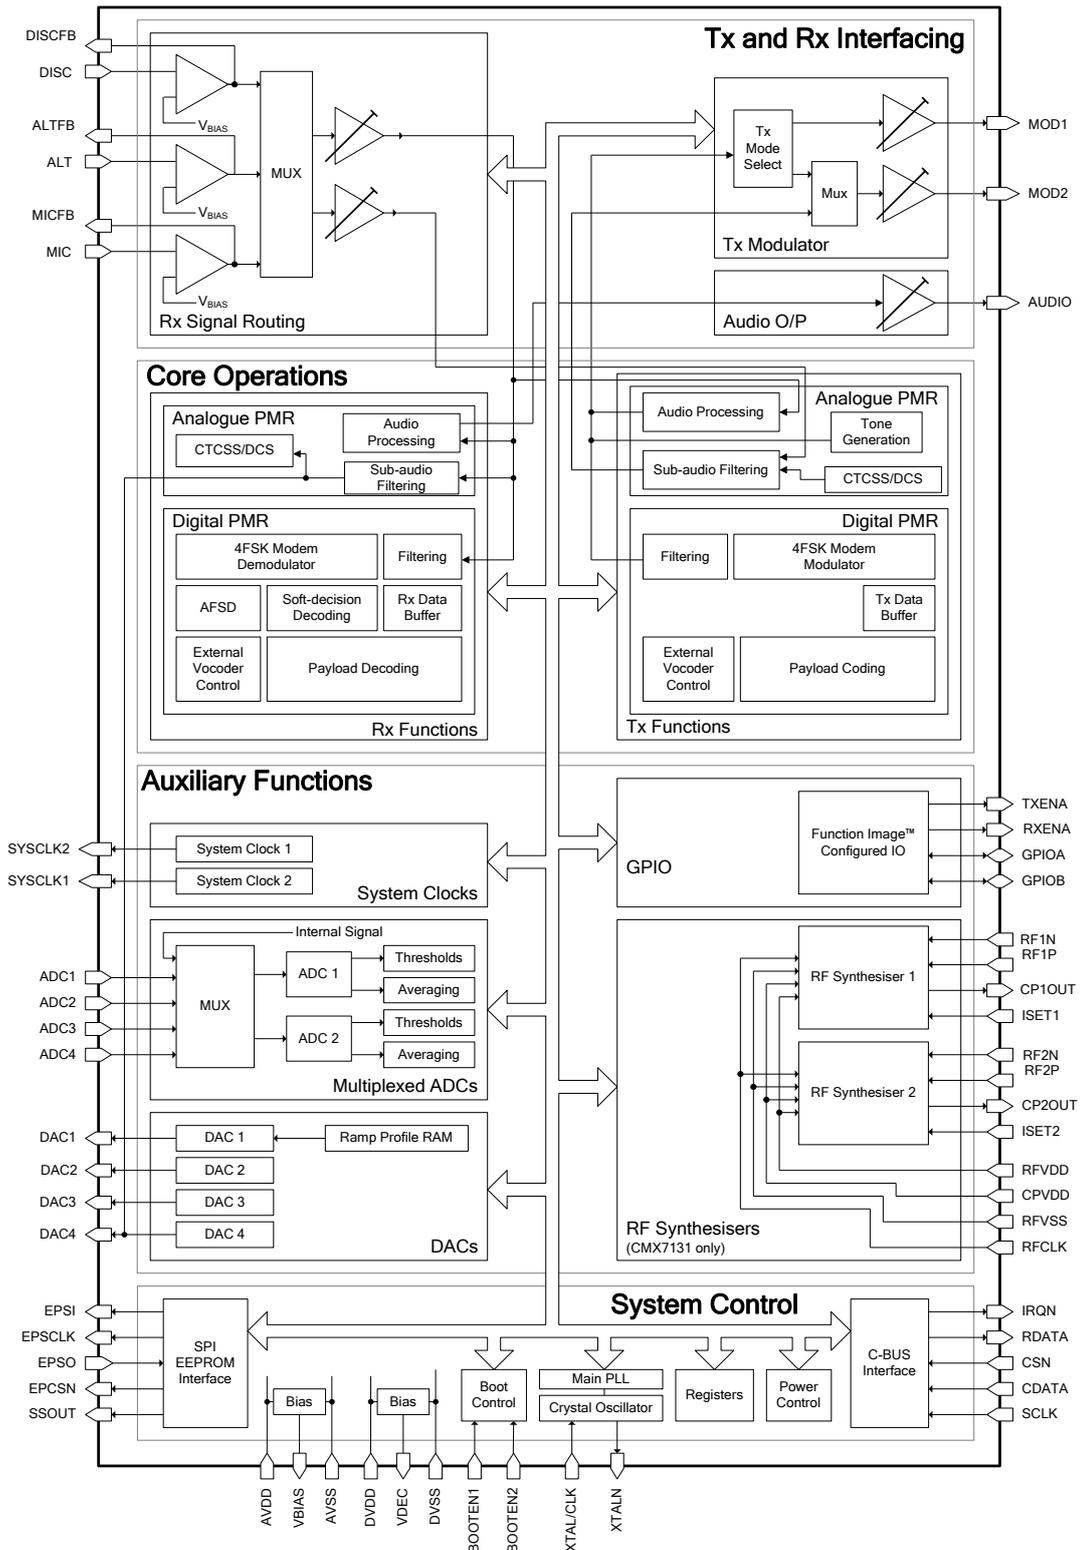 Tx and Rx Interfacing
DISCFB
DISC
ALTFB
ALT
MICFB
MIC
VBIAS
VBIAS
VBIAS
MUX
Rx Signal Routing
Tx
Mode
Select
Mux
Tx Modulator
Audio O/P
MOD1
MOD2
AUDIO
Core Operations
Analogue PMR
CTCSS/DCS
Audio
Processing
Sub-audio
Filtering
Digital PMR
4FSK Modem
Demodulator
Filtering
AFSD
Soft-decision
Decoding
Rx Data
Buffer
External
Vocoder
Control
Payload Decoding
Rx Functions
Analogue PMR
Audio Processing
Tone
Generation
Sub-audio Filtering
CTCSS/DCS
Digital PMR
Filtering
4FSK Modem
Modulator
Tx Data
Buffer
External
Vocoder
Control
Payload Coding
Tx Functions
Auxiliary Functions
SYSCLK2
SYSCLK1
System Clock 1
System Clock 2
System Clocks
Function Image™
Configured IO
GPIO
TXENA
RXENA
GPIOA
GPIOB
Internal Signal
ADC1
ADC2
ADC3
ADC4
MUX
ADC 1
ADC 2
Thresholds
Averaging
Thresholds
Averaging
Multiplexed ADCs
DAC1
DAC2
DAC3
DAC4
DAC 1
DAC 2
DAC 3
DAC 4
Ramp Profile RAM
DACs
RF Synthesiser 1
RF Synthesiser 2
RF Synthesisers
(CMX7131 only)
RF1N
RF1P
CP1OUT
ISET1
RF2N
RF2P
CP2OUT
ISET2
RFVDD
CPVDD
RFVSS
RFCLK
System Control
EPSI
EPSCLK
EPSO
EPCSN
SSOUT
SPI
EEPROM
Interface
Bias
Bias
Boot
Control
Main PLL
Crystal Oscillator
Registers
Power
Control
C-BUS
Interface
IRQN
RDATA
CSN
CDATA
SCLK
AVDD
VBIAS
AVSS
DVDD
VDEC
DVSS
BOOTEN1
BOOTEN2
XTAL/CLK
XTALN